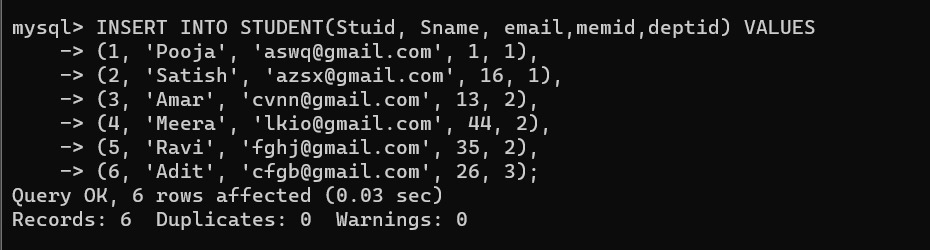 mysql> INSERT INTO STUDENT(Stuid, Sname, email,memid,deptid) VALUES
    -> (1, 'Pooja', 'aswq@gmail.com', 1, 1),
    -> (2, 'Satish', 'azsx@gmail.com', 16, 1),
    -> (3, 'Amar', 'cvnn@gmail.com', 13, 2),
    -> (4, 'Meera', 'lkio@gmail.com', 44, 2),
    -> (5, 'Ravi', 'fghj@gmail.com', 35, 2),
    -> (6, 'Adit', 'cfgb@gmail.com', 26, 3);
Query OK, 6 rows affected (0.03 sec)
Records: 6  Duplicates: 0  Warnings: 0